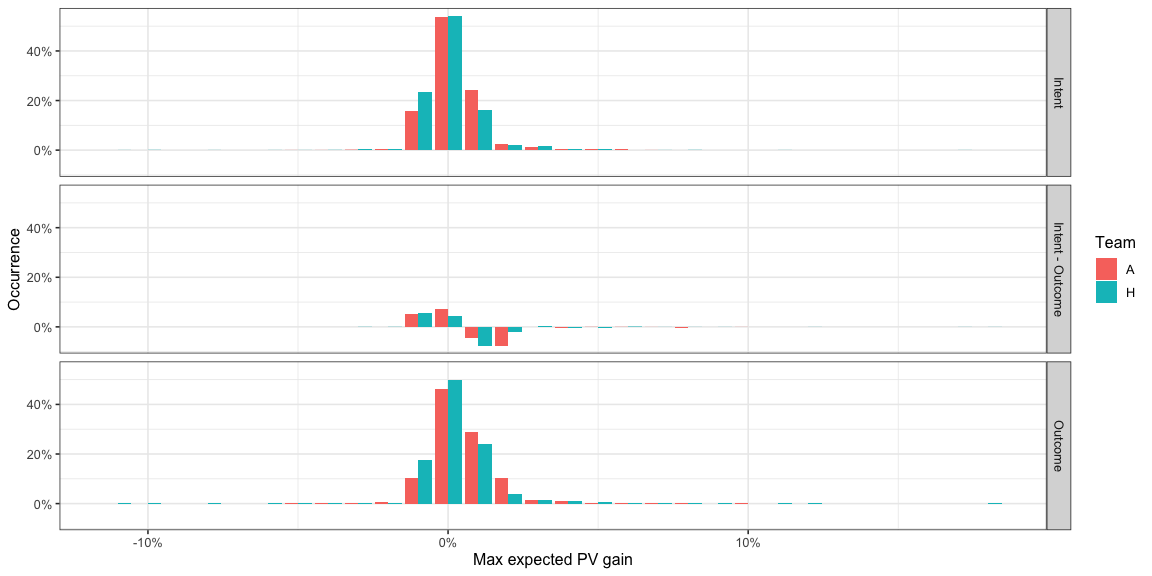 Occurrence
40%
20%
0%
Intent
40%
20%
0%
Intent - Outcome
40%
20%
0%
Outcome
-10%
0%
10%
Max expected PV gain
Team
A
H